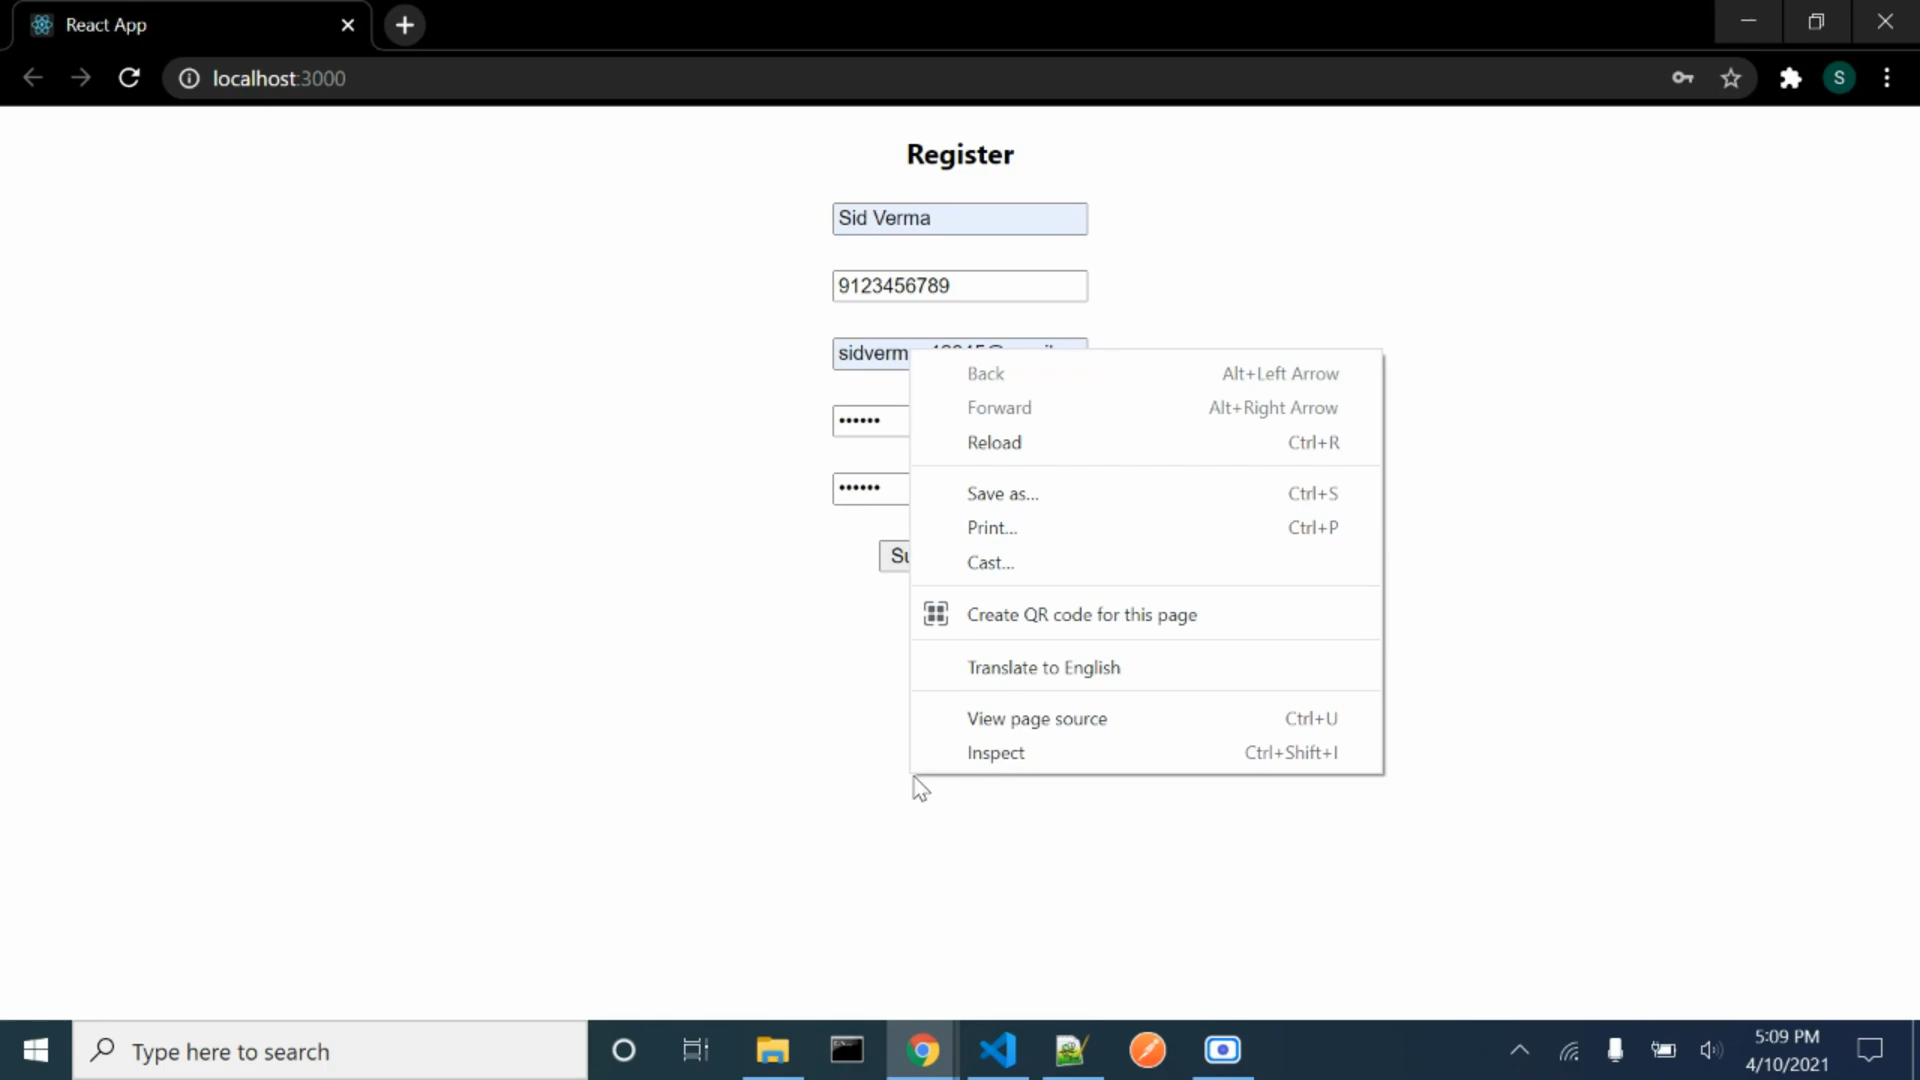 React App
localhost:3000
S
Register
Sid Verma
9123456789
sidverm
••••••
••••••
Su
Back Alt+Left Arrow
Forward Alt+Right Arrow
Reload Ctrl+R
Save as... Ctrl+S
Print... Ctrl+P
Cast...
Create QR code for this page
Translate to English
View page source Ctrl+U
Inspect Ctrl+Shift+I
Type here to search
5:09 PM
4/10/2021